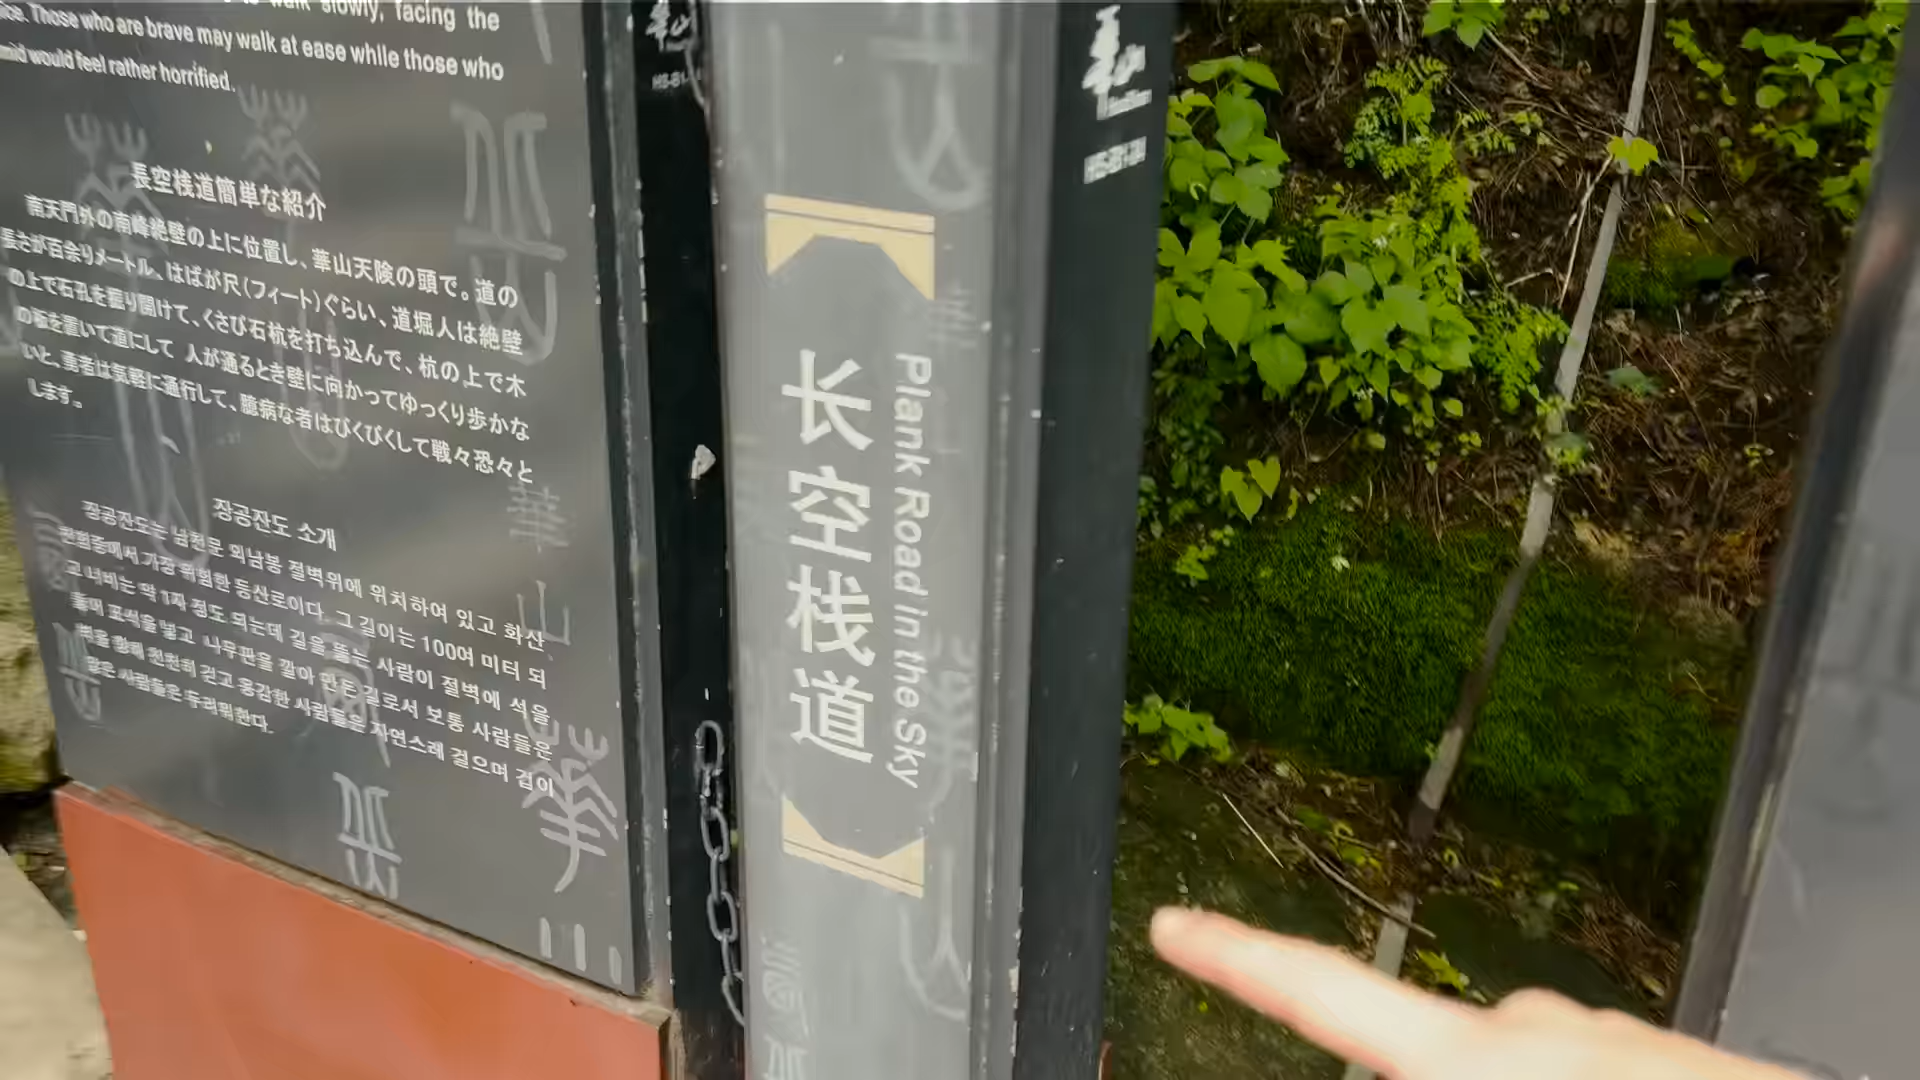 walk slowly, facing the
Those who are brave may walk at ease while those who
would feel rather horrified.
長空栈道簡単な紹介
南天門外の南峰絶壁の上に位置し、華山天険の頭で。道の
長さが百余りメートル、はばが尺(フィート)ぐらい、道堀人は絶壁
の上で石孔を掘り開けて、くさび石杭を打ち込んで、杭の上で木
の板を置いて道にして 人が通るとき壁に向かってゆっくり歩かな
いと、勇者は気軽に通行して、臆病な者はびくびくして戦々恐々と
します。
장공잔도 소개
장공잔도는 남천문 외남봉 절벽위에 위치하여 있고 화산
천험중에서 가장 위험한 등산로이다. 그 길이는 100여 미터 되
고 너비는 약 1자 정도 되는데 길을 뚫는 사람이 절벽에 석을
뚫어 표석을 넣고 나무판을 깔아 만든 길로서 보통 사람들은
벽을 향해 천천히 걷고 용감한 사람들은 자연스레 걸으며 겁이
많은 사람들은 두려워한다.
长空栈道
Plank Road in the Sky
華山